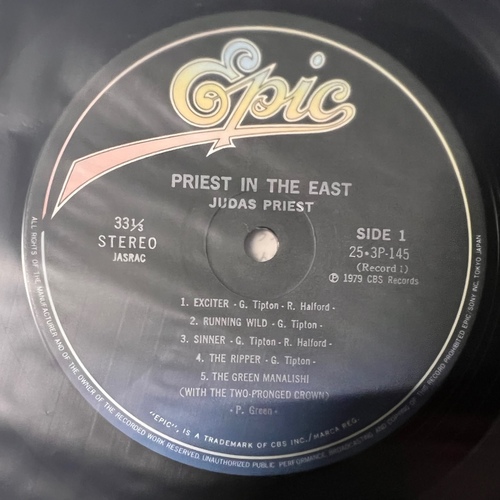 Epic
PRIEST IN THE EAST
JUDAS PRIEST
33⅓
STEREO
JASRAC
SIDE 1
25・3P-145
(Record 1)
Ⓟ 1979 CBS Records
1. EXCITER - G. Tipton - R. Halford -
2. RUNNING WILD - G. Tipton -
3. SINNER - G. Tipton - R. Halford -
4. THE RIPPER - G. Tipton -
5. THE GREEN MANALISHI
(WITH THE TWO-PRONGED CROWN)
- P. Green -
"EPIC", IS A TRADEMARK OF CBS INC./MARCA REG.
ALL RIGHTS OF THE MANUFACTURER AND OF THE OWNER OF THE RECORDED WORK RESERVED. UNAUTHORIZED PUBLIC PERFORMANCE, BROADCASTING AND COPYING OF THIS RECORD PROHIBITED EPIC/SONY INC. TOKYO JAPAN